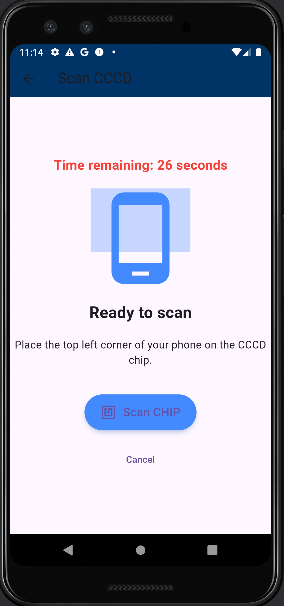 11:14
Scan CCCD
Time remaining: 26 seconds
Ready to scan
Place the top left corner of your phone on the CCCD
chip.
Scan CHIP
Cancel